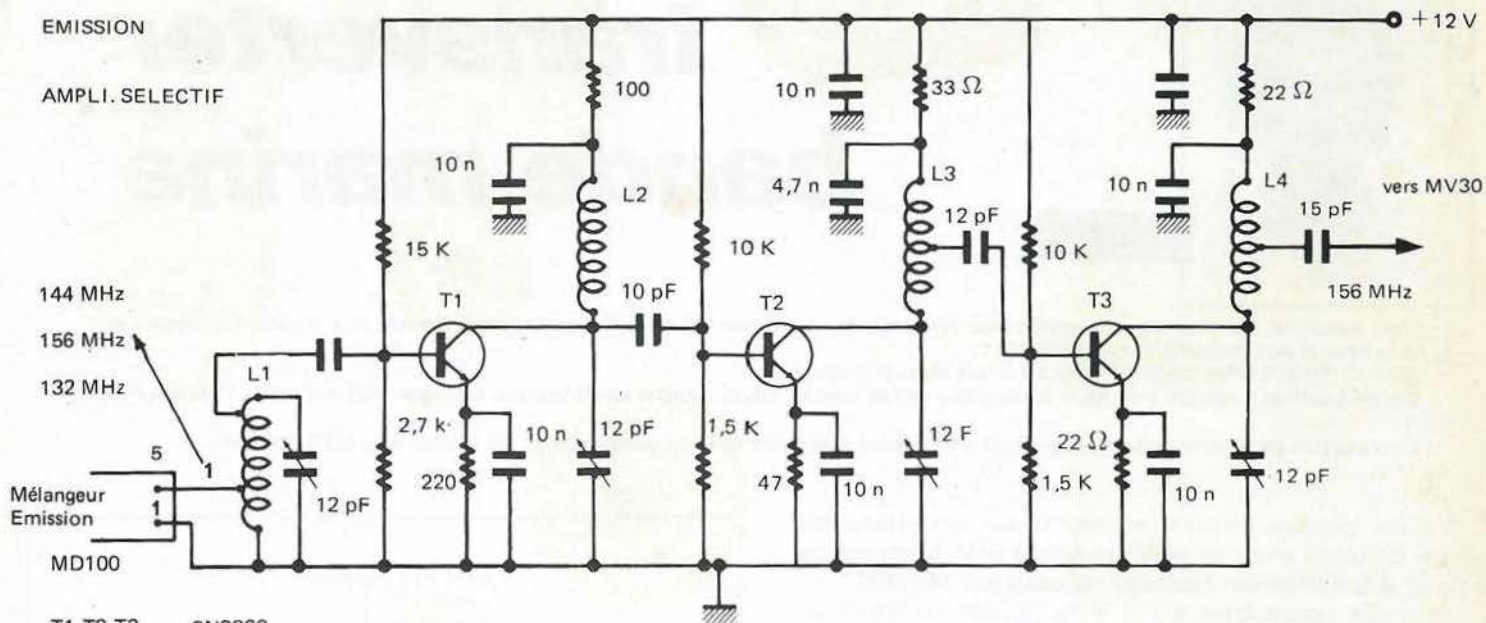 EMISSION
+ 12 V
AMPLI. SELECTIF
100
10 n
33 Ω
22 Ω
10 n
L2
4,7 n
L3
10 n
L4
vers MV30
12 pF
15 pF
15 K
10 K
10 K
144 MHz
10 pF
T1
T2
T3
156 MHz
156 MHz
132 MHz
L1
2,7 k
10 n
12 pF
1,5 K
12 F
22 Ω
5
1
220
47
10 n
1,5 K
10 n
12 pF
Mélangeur
1
Emission
12 pF
MD100